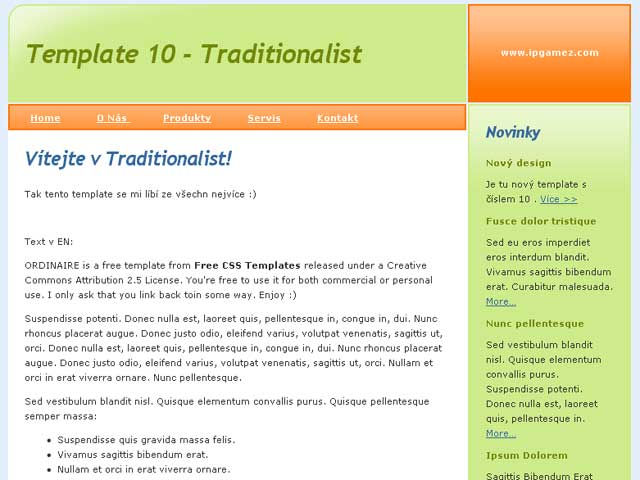 Template 10 - Traditionalist
www.ipgamez.com
Home O Nás Produkty Servis Kontakt
Vítejte v Traditionalist!
Tak tento template se mi líbí ze všechn nejvíce :)
Text v EN:
ORDINAIRE is a free template from Free CSS Templates released under a Creative
Commons Attribution 2.5 License. You're free to use it for both commercial or personal
use. I only ask that you link back toin some way. Enjoy :)
Suspendisse potenti. Donec nulla est, laoreet quis, pellentesque in, congue in, dui. Nunc
rhoncus placerat augue. Donec justo odio, eleifend varius, volutpat venenatis, sagittis ut,
orci. Donec nulla est, laoreet quis, pellentesque in, congue in, dui. Nunc rhoncus placerat
augue. Donec justo odio, eleifend varius, volutpat venenatis, sagittis ut, orci. Nullam et
orci in erat viverra ornare. Nunc pellentesque.
Sed vestibulum blandit nisl. Quisque elementum convallis purus. Quisque pellentesque
semper massa:
• Suspendisse quis gravida massa felis.
• Vivamus sagittis bibendum erat.
• Nullam et orci in erat viverra ornare.
Novinky
Nový design
Je tu nový template s
číslem 10 . Více >>
Fusce dolor tristique
Sed eu eros imperdiet
eros interdum blandit.
Vivamus sagittis bibendum
erat. Curabitur malesuada.
More...
Nunc pellentesque
Sed vestibulum blandit
nisl. Quisque elementum
convallis purus.
Suspendisse potenti.
Donec nulla est, laoreet
quis, pellentesque in.
More...
Ipsum Dolorem
Sagittis Bibendum Erat